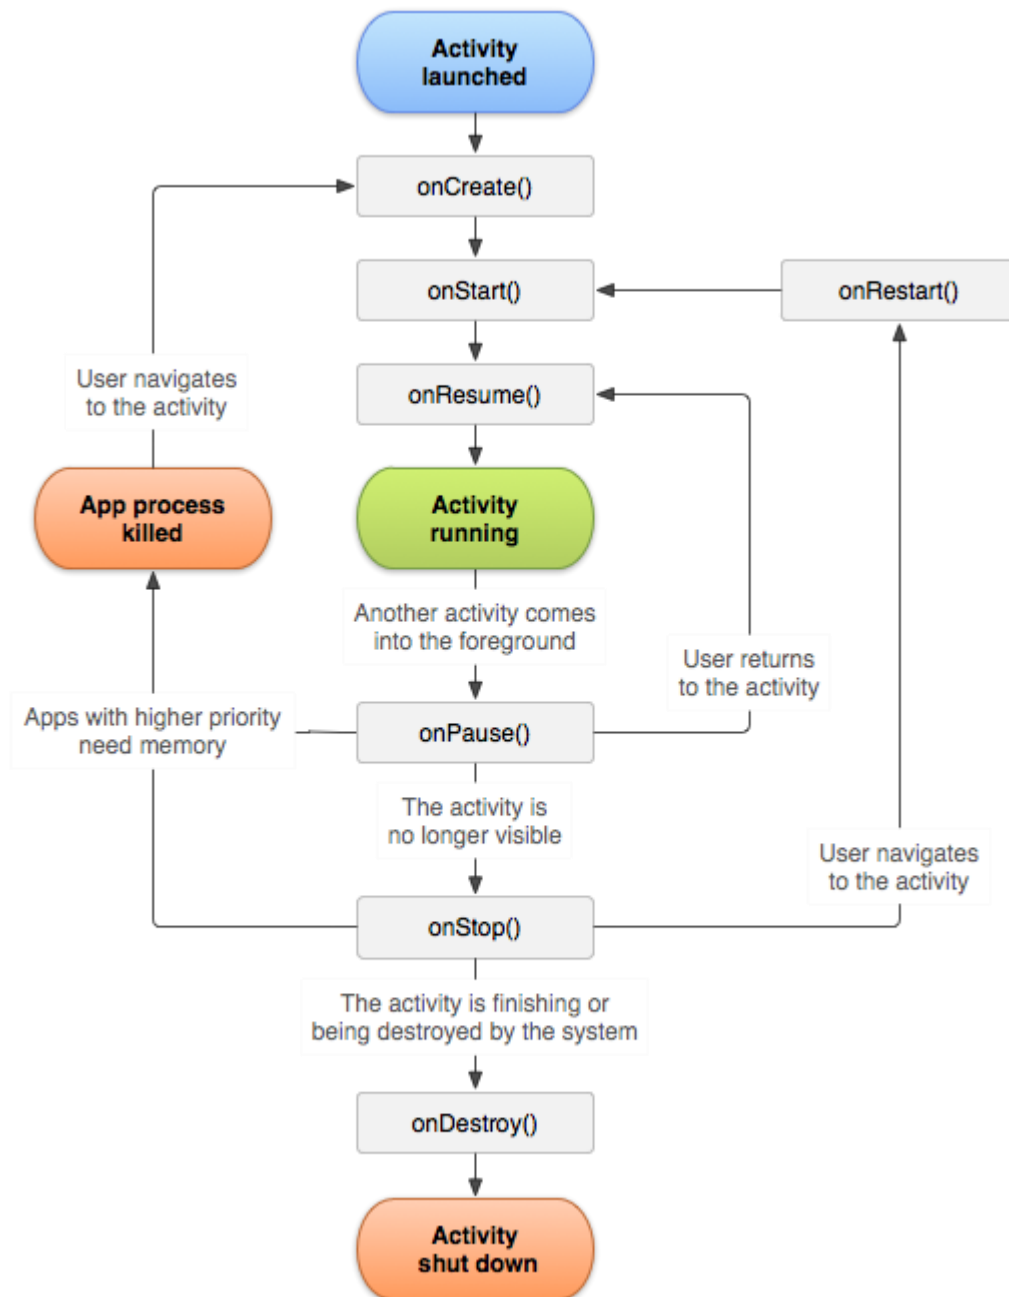 Activity
launched
onCreate()
onStart()
onRestart()
onResume()
User navigates
to the activity
App process
killed
Activity
running
Another activity comes
into the foreground
User returns
to the activity
Apps with higher priority
need memory
onPause()
The activity is
no longer visible
User navigates
to the activity
onStop()
The activity is finishing or
being destroyed by the system
onDestroy()
Activity
shut down